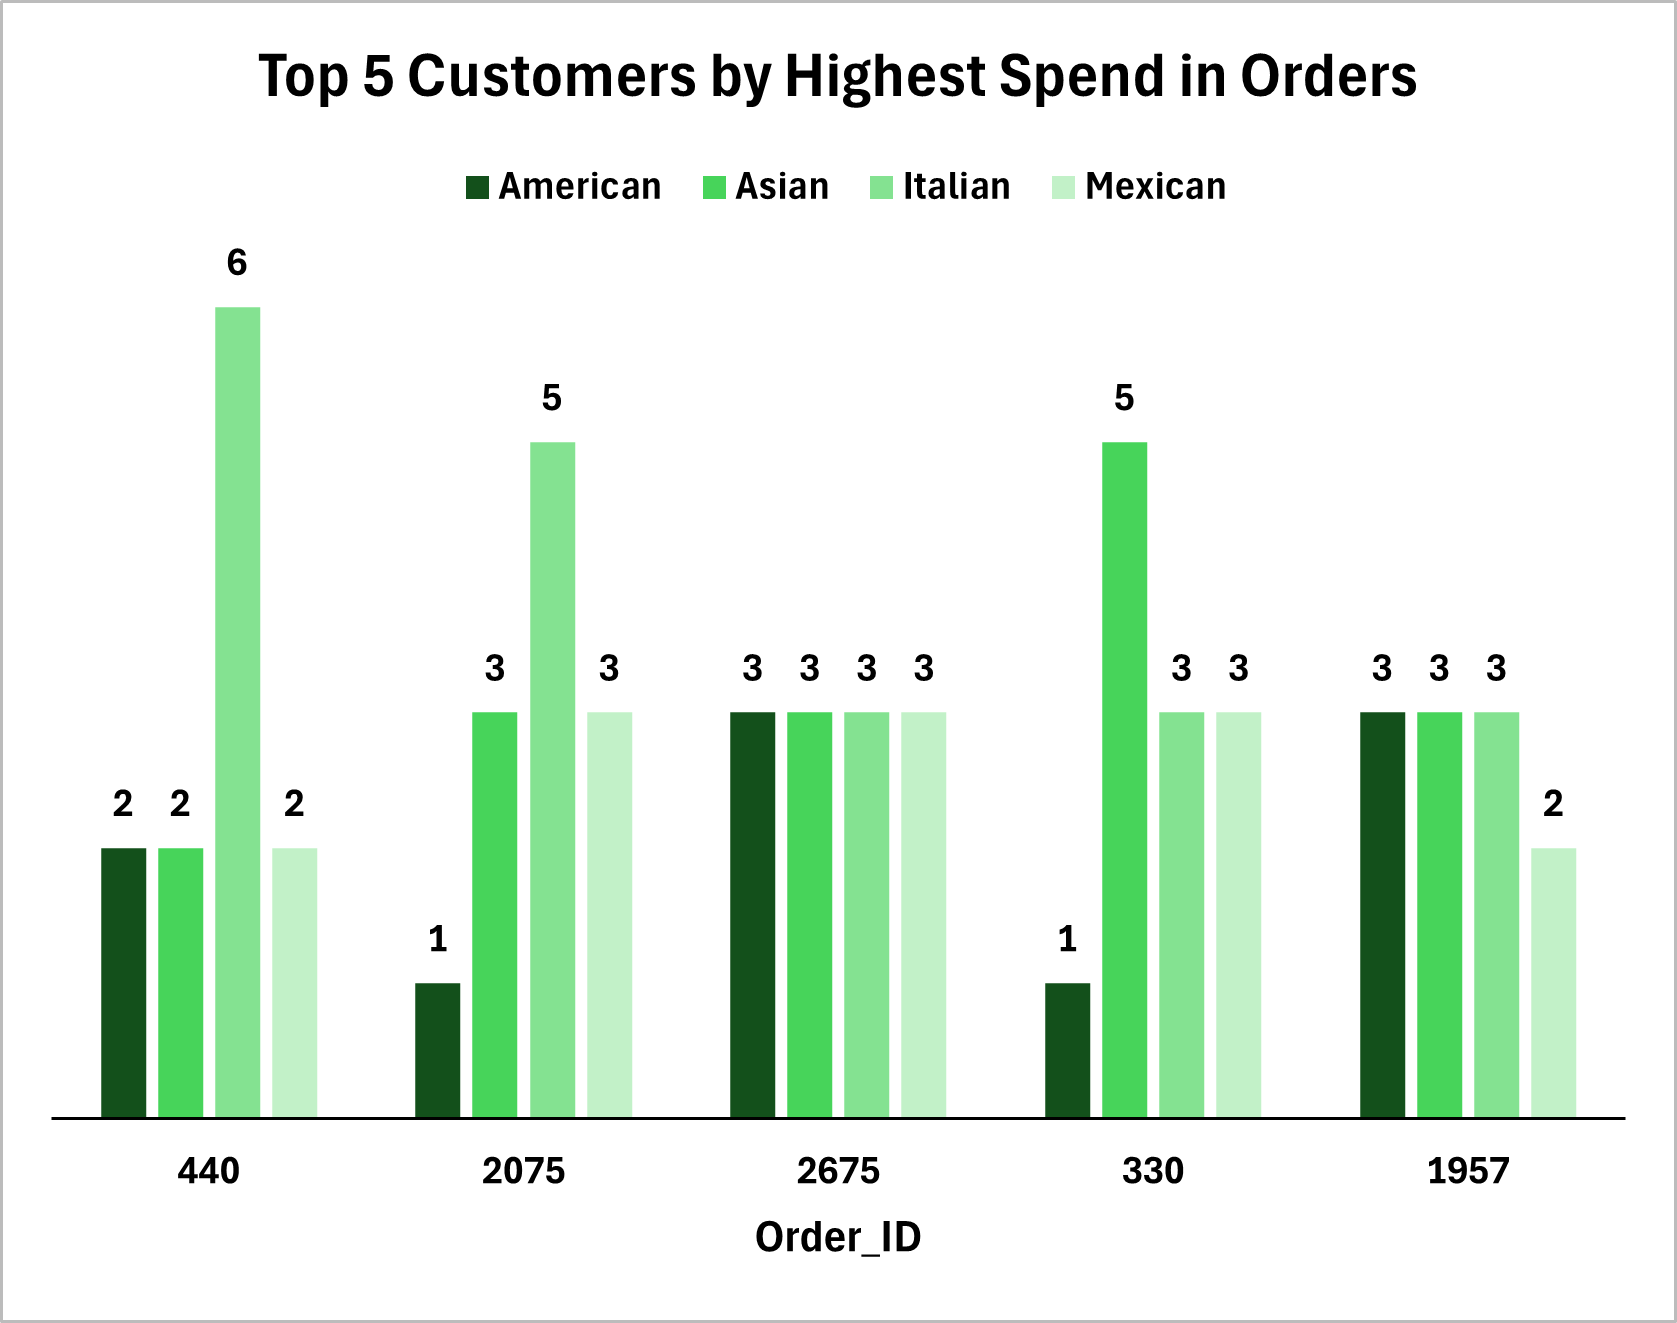 Top 5 Customers by Highest Spend in Orders
American Asian Italian Mexican
6
5 5
3 3 3 3 3 3 3 3 3 3 3
2 2 2 2
1 1
440 2075 2675 330 1957
Order_ID